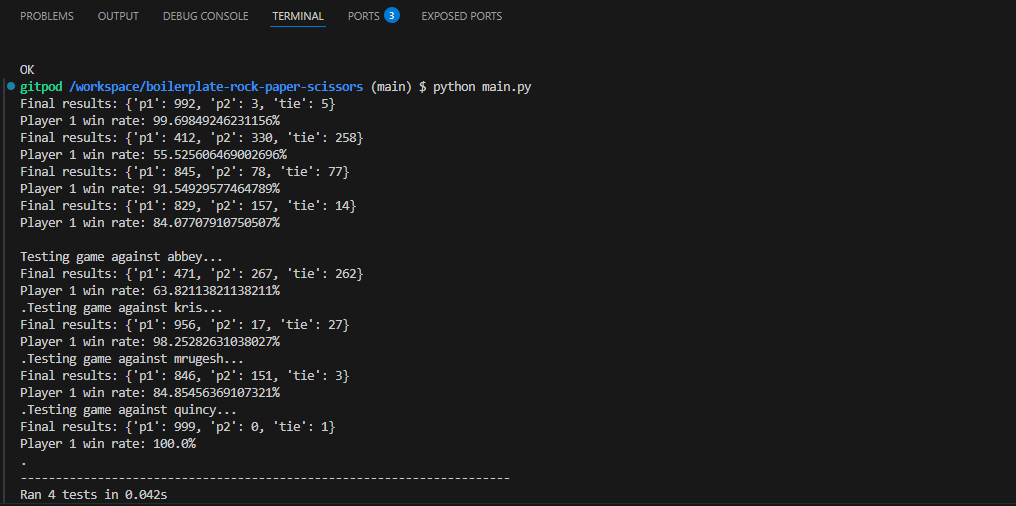 PROBLEMS OUTPUT DEBUG CONSOLE TERMINAL PORTS 3 EXPOSED PORTS
OK
gitpod /workspace/boilerplate-rock-paper-scissors (main) $ python main.py
Final results: {'p1': 992, 'p2': 3, 'tie': 5}
Player 1 win rate: 99.69849246231156%
Final results: {'p1': 412, 'p2': 330, 'tie': 258}
Player 1 win rate: 55.525606469002696%
Final results: {'p1': 845, 'p2': 78, 'tie': 77}
Player 1 win rate: 91.54929577464789%
Final results: {'p1': 829, 'p2': 157, 'tie': 14}
Player 1 win rate: 84.07707910750507%
Testing game against abbey...
Final results: {'p1': 471, 'p2': 267, 'tie': 262}
Player 1 win rate: 63.82113821138211%
.Testing game against kris...
Final results: {'p1': 956, 'p2': 17, 'tie': 27}
Player 1 win rate: 98.25282631038027%
.Testing game against mrugesh...
Final results: {'p1': 846, 'p2': 151, 'tie': 3}
Player 1 win rate: 84.85456369107321%
.Testing game against quincy...
Final results: {'p1': 999, 'p2': 0, 'tie': 1}
Player 1 win rate: 100.0%
.
----------------------------------------------------------------------
Ran 4 tests in 0.042s